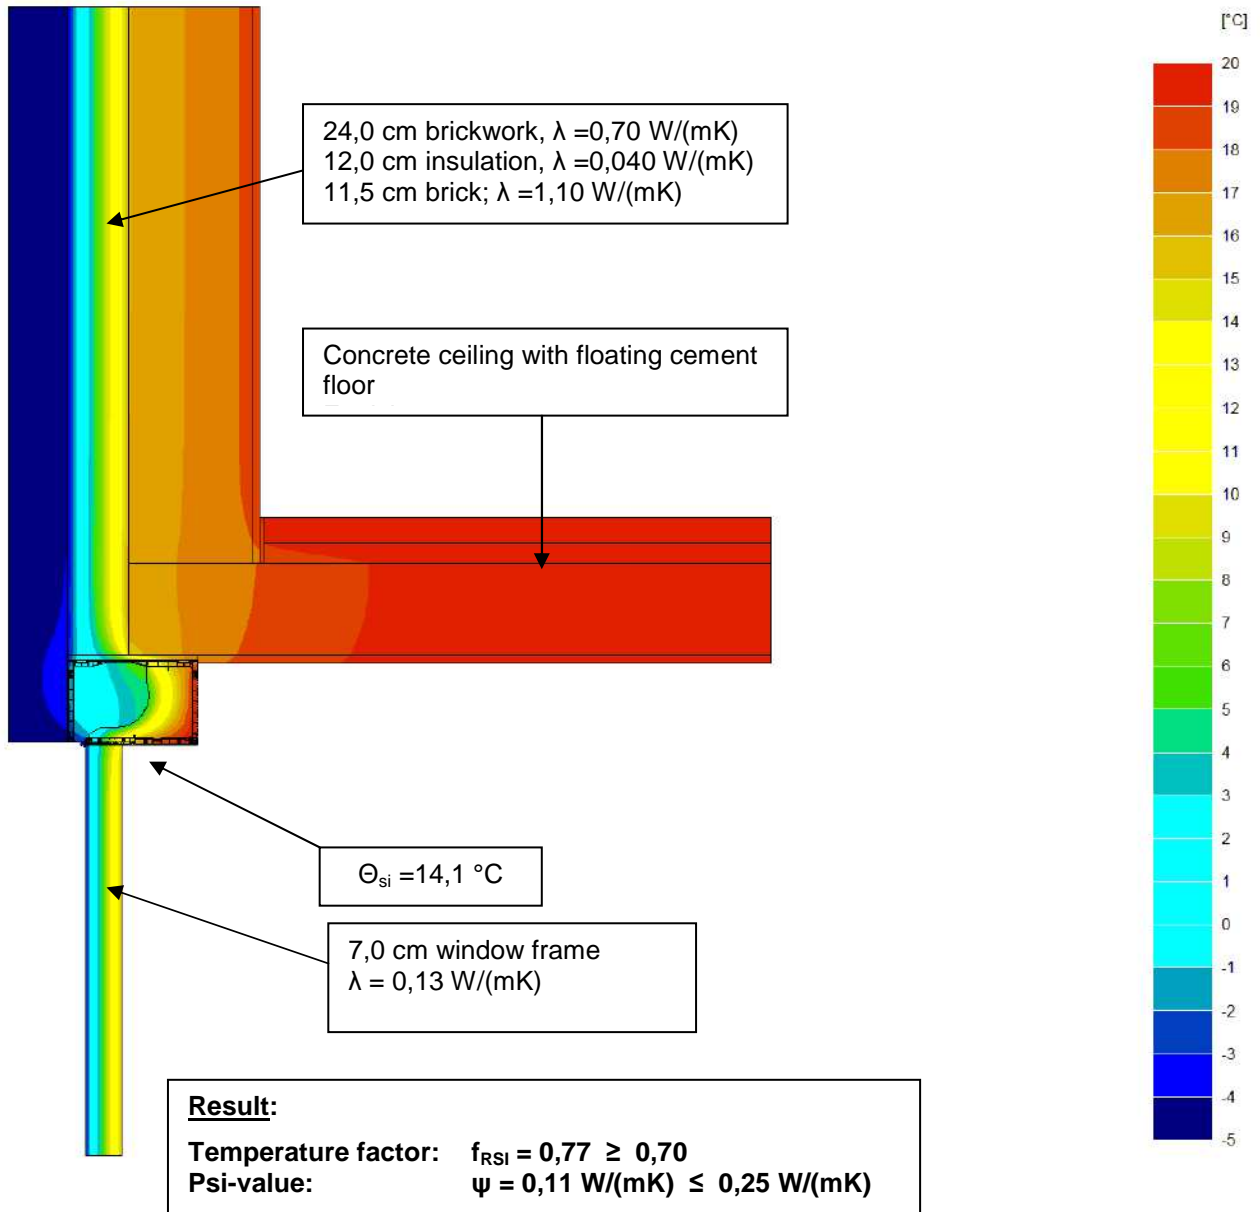 [°C]
24,0 cm brickwork, λ =0,70 W/(mK)
12,0 cm insulation, λ =0,040 W/(mK)
11,5 cm brick; λ =1,10 W/(mK)
Concrete ceiling with floating cement
floor
Θsi =14,1 °C
7,0 cm window frame
λ = 0,13 W/(mK)
Result:
Temperature factor: fRSI = 0,77 ≥ 0,70
Psi-value: ψ = 0,11 W/(mK) ≤ 0,25 W/(mK)
20
19
18
17
16
15
14
13
12
11
10
9
8
7
6
5
4
3
2
1
0
-1
-2
-3
-4
-5